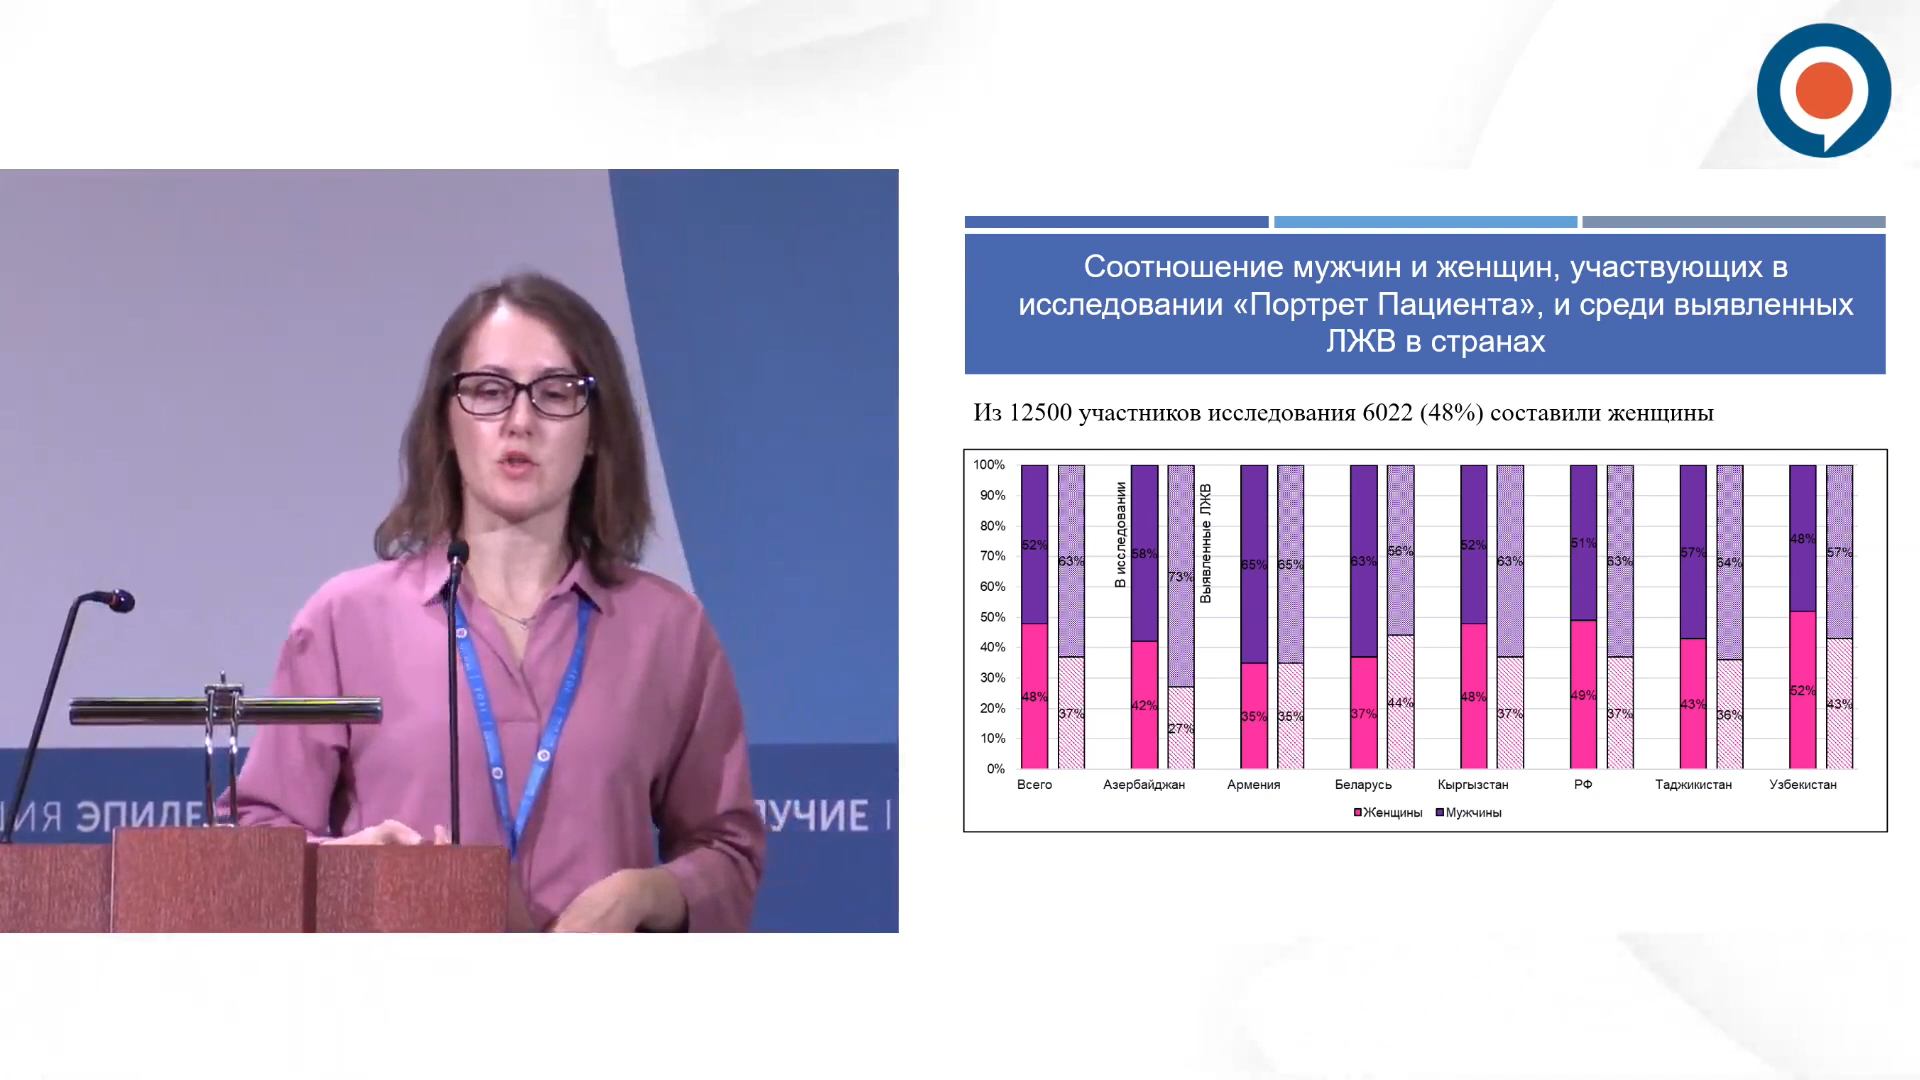 Соотношение мужчин и женщин, участвующих в
исследовании «Портрет Пациента», и среди выявленных
ЛЖВ в странах
Из 12500 участников исследования 6022 (48%) составили женщины
100%
90%
80%
70%
60%
50%
40%
30%
20%
10%
0%
В исследовании
Выявленные ЛЖВ
52% 63% 58% 73% 65% 65% 63% 56% 52% 63% 51% 63% 57% 64% 48% 57%
48% 37% 42% 27% 35% 35% 37% 44% 48% 37% 49% 37% 43% 36% 52% 43%
Всего Азербайджан Армения Беларусь Кыргызстан РФ Таджикистан Узбекистан
Женщины Мужчины
ЭПИДЕ